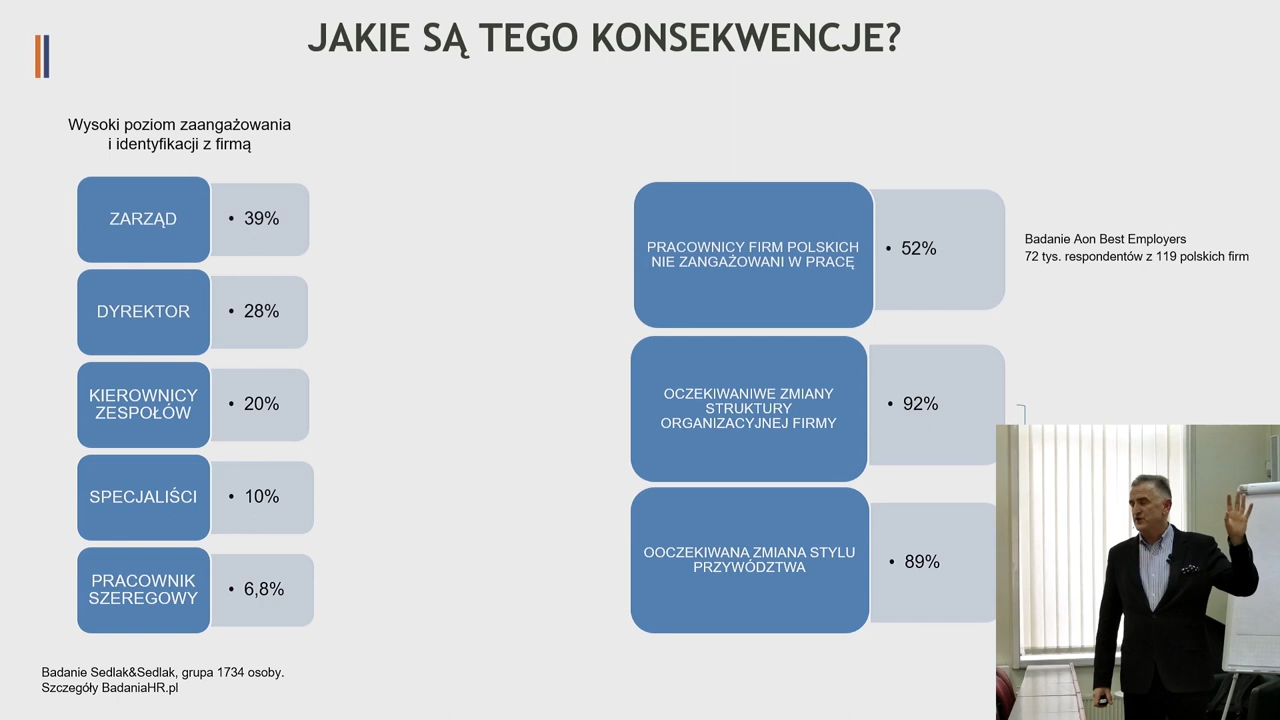 JAKIE SĄ TEGO KONSEKWENCJE?
Wysoki poziom zaangażowania
i identyfikacji z firmą
ZARZĄD
• 39%
DYREKTOR
• 28%
KIEROWNICY
ZESPOŁÓW
• 20%
SPECJALIŚCI
• 10%
PRACOWNIK
SZEREGOWY
• 6,8%
Badanie Sedlak&Sedlak, grupa 1734 osoby.
Szczegóły BadaniaHR.pl
PRACOWNICY FIRM POLSKICH
NIE ZANGAŻOWANI W PRACĘ
• 52%
Badanie Aon Best Employers
72 tys. respondentów z 119 polskich firm
OCZEKIWANIWE ZMIANY
STRUKTURY
ORGANIZACYJNEJ FIRMY
• 92%
OOCZEKIWANA ZMIANA STYLU
PRZYWÓDZTWA
• 89%